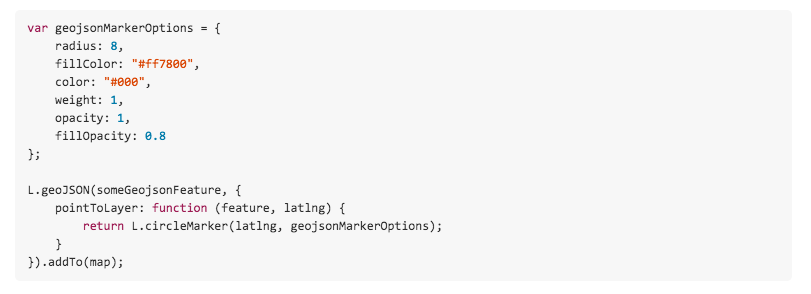 var geojsonMarkerOptions = {
    radius: 8,
    fillColor: "#ff7800",
    color: "#000",
    weight: 1,
    opacity: 1,
    fillOpacity: 0.8
};

L.geoJSON(someGeojsonFeature, {
    pointToLayer: function (feature, latlng) {
        return L.circleMarker(latlng, geojsonMarkerOptions);
    }
}).addTo(map);